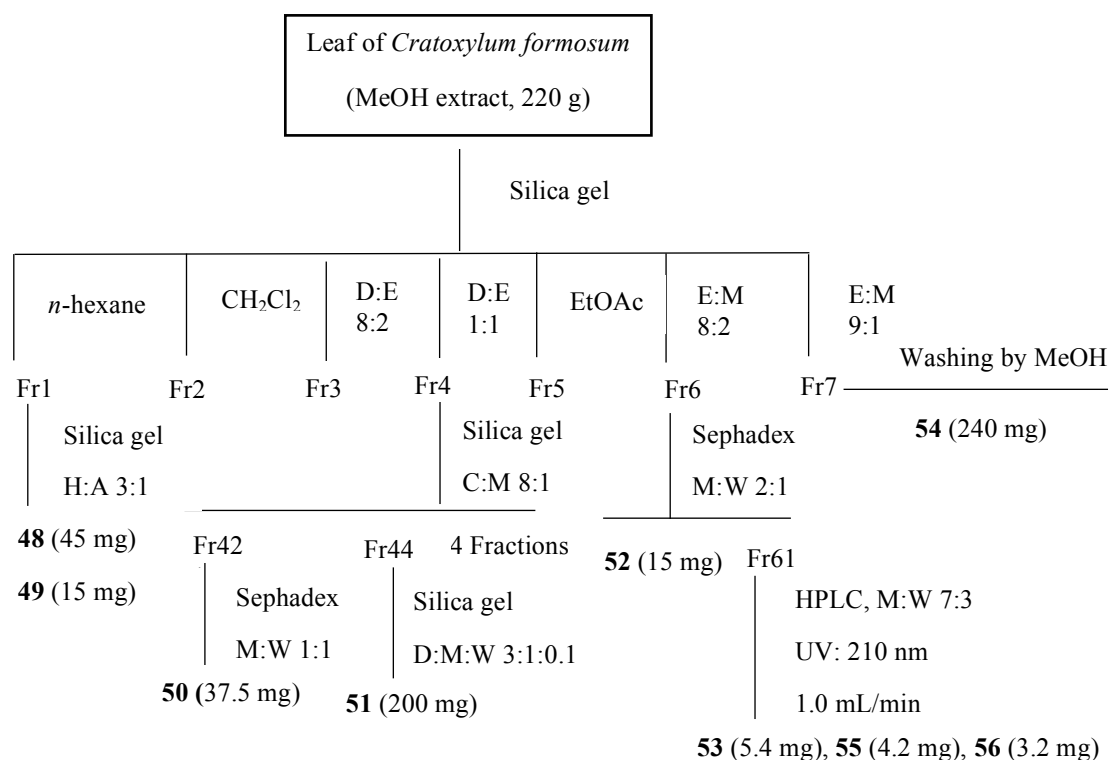 Leaf of Cratoxylum formosum
(MeOH extract, 220 g)
Silica gel
n-hexane
CH₂Cl₂
D:E
8:2
D:E
1:1
EtOAc
E:M
8:2
E:M
9:1
Washing by MeOH
Fr1
Fr2
Fr3
Fr4
Fr5
Fr6
Fr7
54 (240 mg)
Silica gel
H:A 3:1
Silica gel
C:M 8:1
Sephadex
M:W 2:1
48 (45 mg)
49 (15 mg)
Fr42
Fr44
4 Fractions
52 (15 mg)
Fr61
Sephadex
M:W 1:1
Silica gel
D:M:W 3:1:0.1
HPLC, M:W 7:3
UV: 210 nm
1.0 mL/min
50 (37.5 mg)
51 (200 mg)
53 (5.4 mg), 55 (4.2 mg), 56 (3.2 mg)